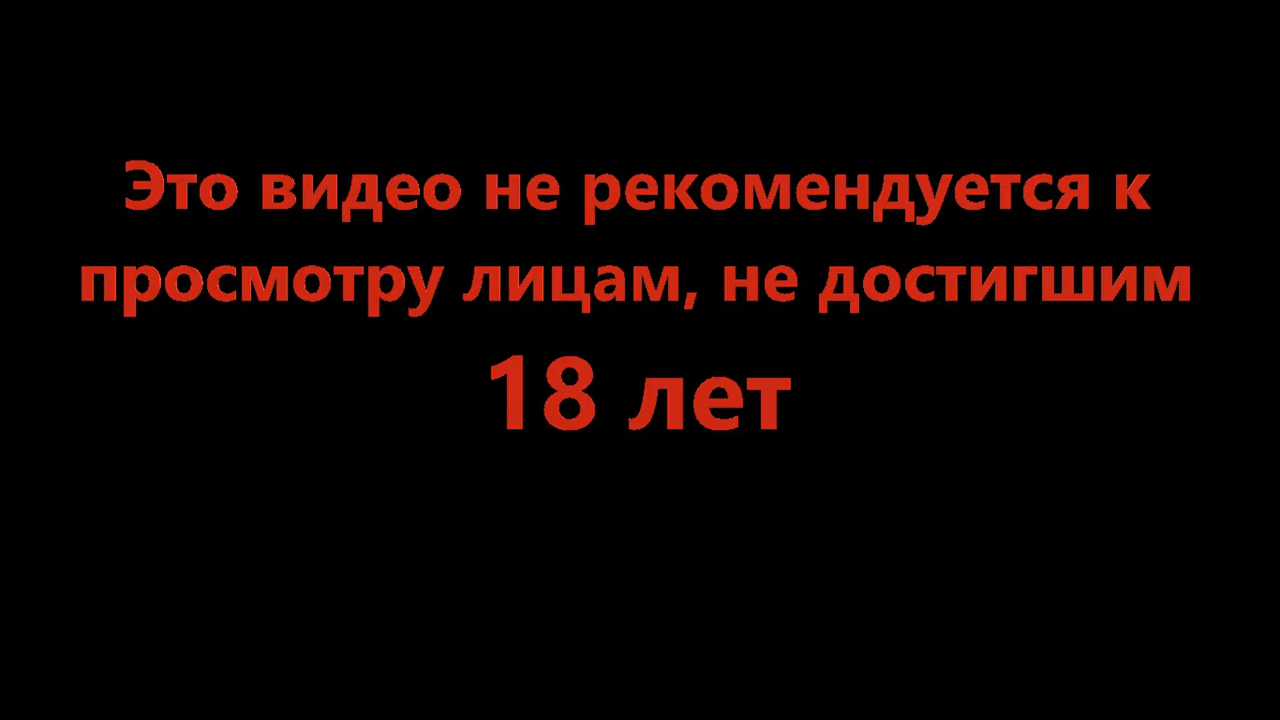 Это видео не рекомендуется к
просмотру лицам, не достигшим
18 лет